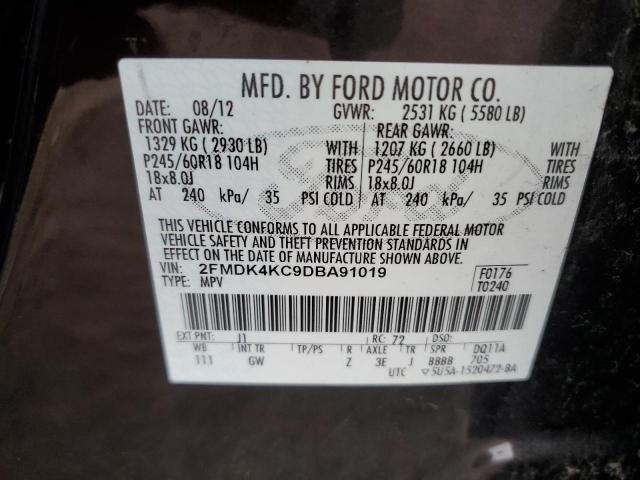 MFD. BY FORD MOTOR CO.
DATE: 08/12 GVWR: 2531 KG ( 5580 LB)
FRONT GAWR: REAR GAWR:
1329 KG ( 2930 LB) 1207 KG ( 2660 LB)
P245/60R18 104H TIRES P245/60R18 104H TIRES
18x8.0J RIMS 18x8.0J RIMS
AT 240 kPa/ 35 PSI COLD AT 240 kPa/ 35 PSI COLD
Ford
THIS VEHICLE CONFORMS TO ALL APPLICABLE FEDERAL MOTOR
VEHICLE SAFETY AND THEFT PREVENTION STANDARDS IN
EFFECT ON THE DATE OF MANUFACTURE SHOWN ABOVE.
VIN: 2FMDK4KC9DBA91019 F0176
TYPE: MPV T0240
EXT PNT: J1 RC: 72 DSO:
WB INT TR TP/PS R AXLE TR SPR DQ11A
111 GW Z 3E J BBBB 705
UTC 5U5A-1520472-BA